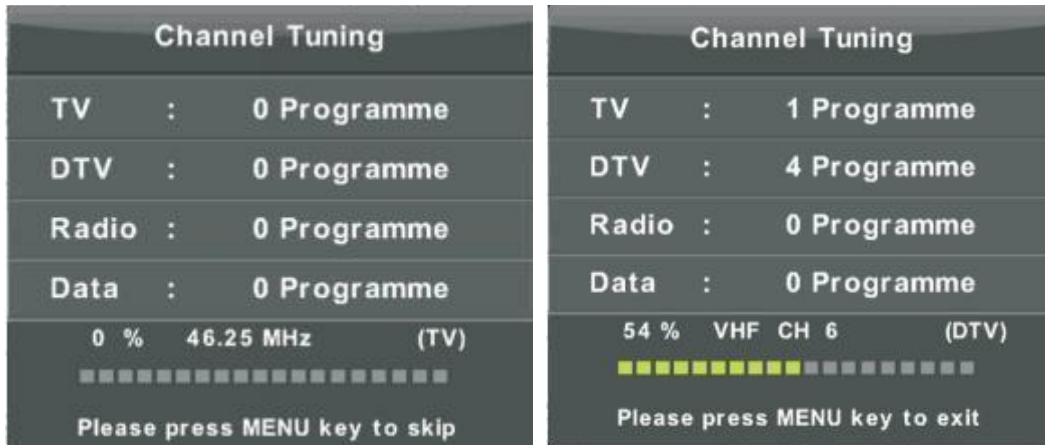 Channel Tuning
TV : 0 Programme
DTV : 0 Programme
Radio : 0 Programme
Data : 0 Programme
0 % 46.25 MHz (TV)
Please press MENU key to skip
Channel Tuning
TV : 1 Programme
DTV : 4 Programme
Radio : 0 Programme
Data : 0 Programme
54 % VHF CH 6 (DTV)
Please press MENU key to exit